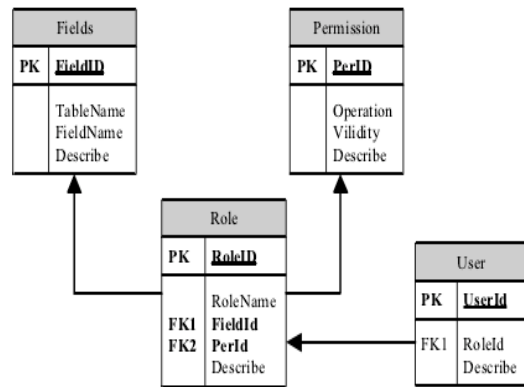 Fields
PK FieldID
TableName
FieldName
Describe
Permission
PK PerID
Operation
Vilidity
Describe
Role
PK RoleID
RoleName
FK1 FieldId
FK2 PerId
Describe
User
PK UserId
FK1 RoleId
Describe